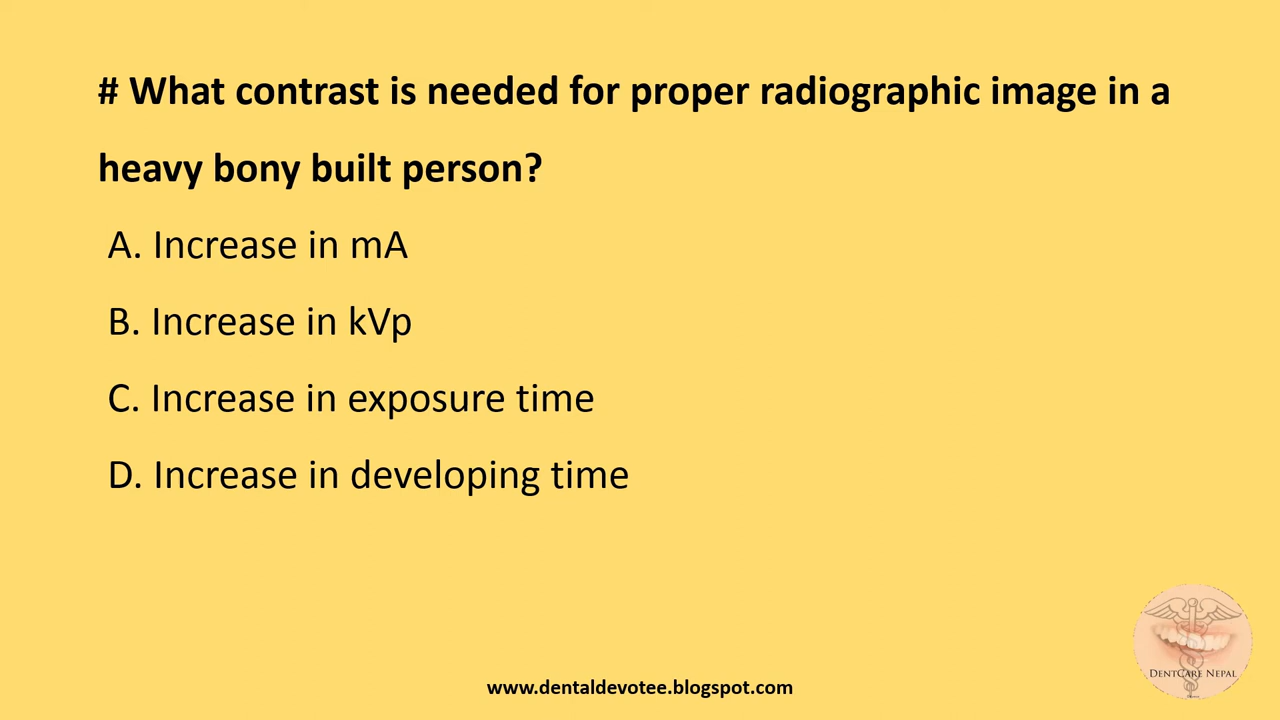 # What contrast is needed for proper radiographic image in a
heavy bony built person?
A. Increase in mA
B. Increase in kVp
C. Increase in exposure time
D. Increase in developing time
DENTCARE NEPAL
www.dentaldevotee.blogspot.com